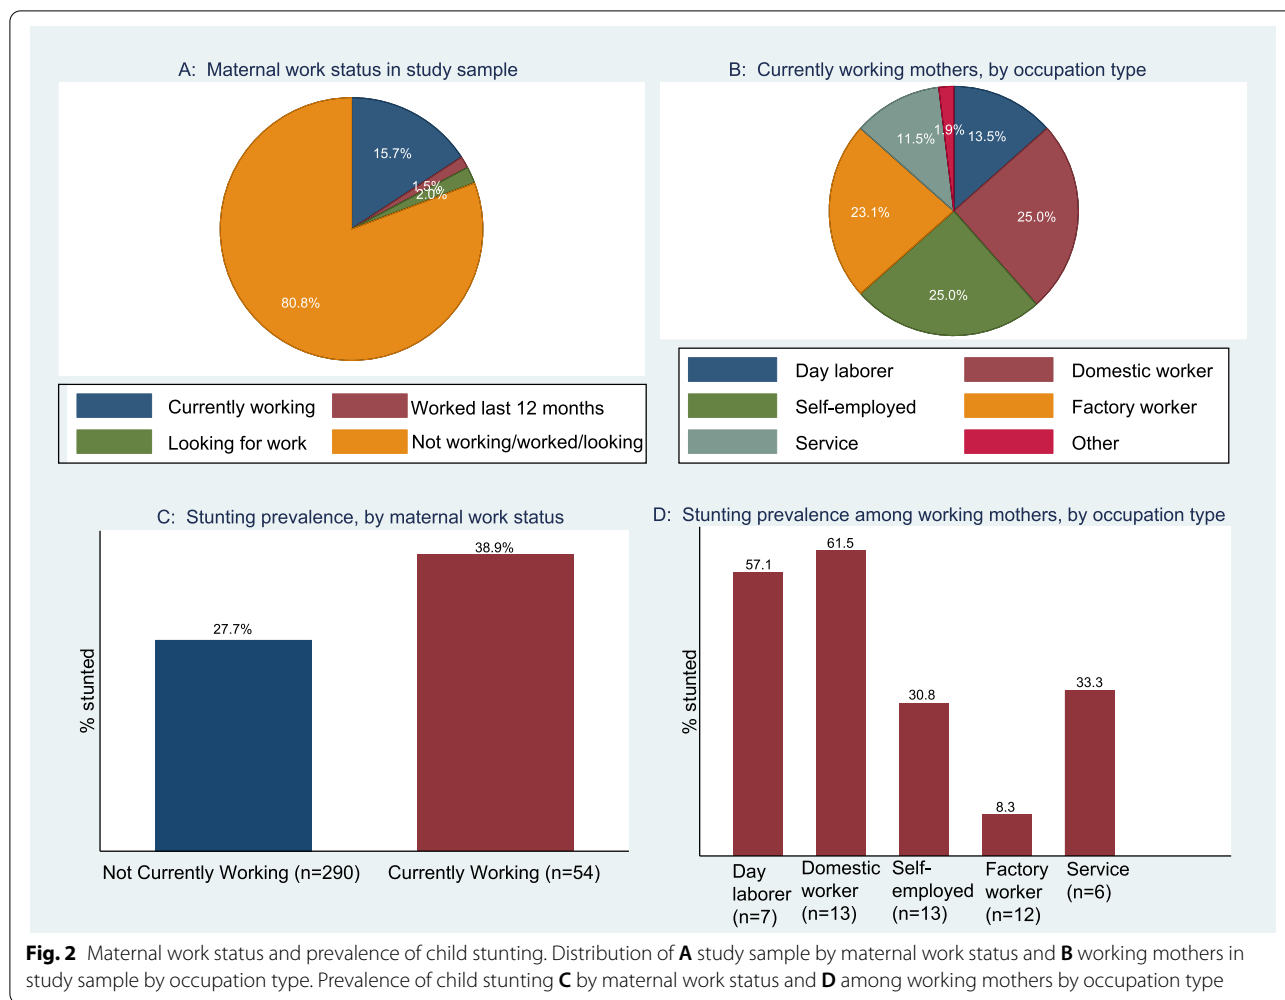 A: Maternal work status in study sample
15.7%
1.5%
2.0%
80.8%
Currently working
Worked last 12 months
Looking for work
Not working/worked/looking
B: Currently working mothers, by occupation type
13.5%
25.0%
25.0%
23.1%
11.5%
1.9%
Day laborer
Domestic worker
Self-employed
Factory worker
Service
Other
C: Stunting prevalence, by maternal work status
% stunted
27.7%
38.9%
Not Currently Working (n=290)
Currently Working (n=54)
D: Stunting prevalence among working mothers, by occupation type
% stunted
57.1
61.5
30.8
8.3
33.3
Day
laborer
(n=7)
Domestic
worker
(n=13)
Self-
employed
(n=13)
Factory
worker
(n=12)
Service
(n=6)
Fig. 2 Maternal work status and prevalence of child stunting. Distribution of A study sample by maternal work status and B working mothers in
study sample by occupation type. Prevalence of child stunting C by maternal work status and D among working mothers by occupation type